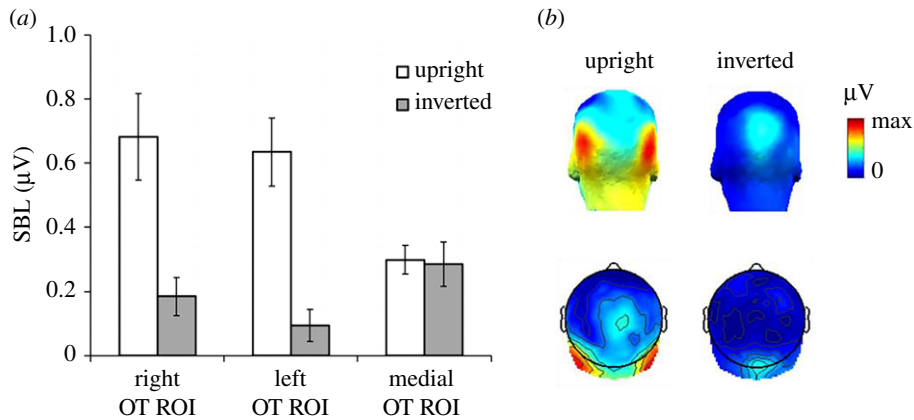 (a)
1.0
0.8
0.6
0.4
0.2
0
SBL (µV)
upright
inverted
right
OT ROI
left
OT ROI
medial
OT ROI
(b)
upright
inverted
µV
max
0